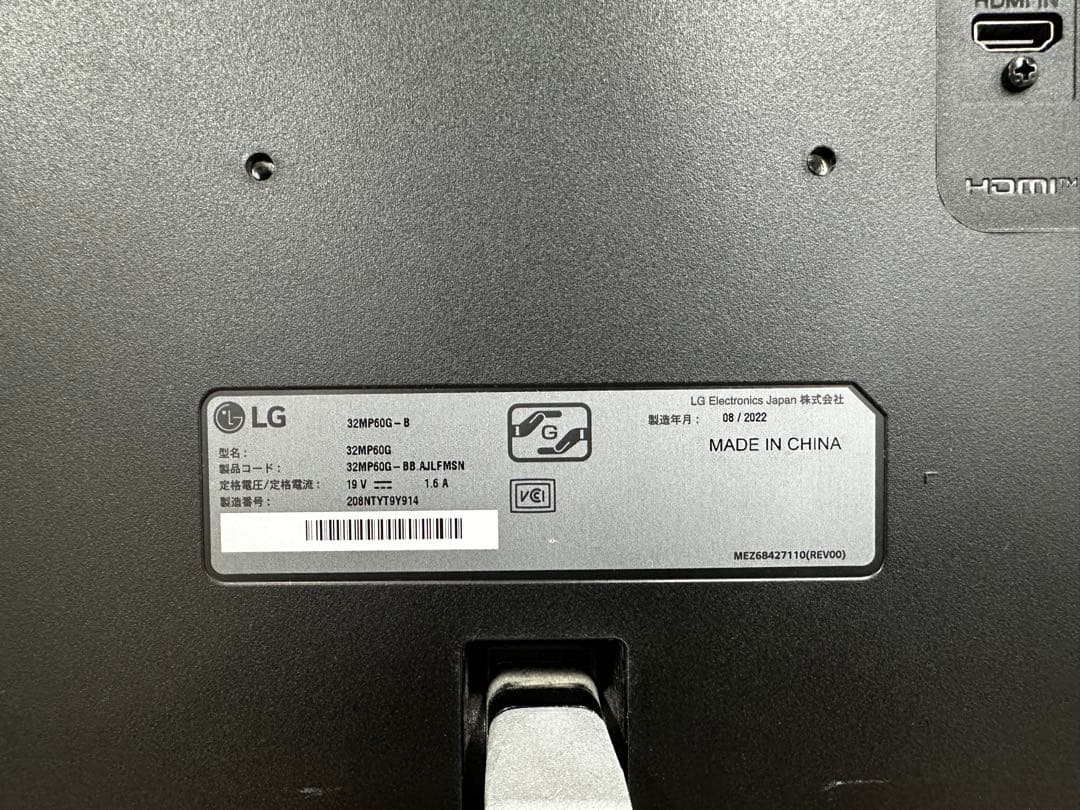 HDMI IN
HDMI™
LG
32MP60G-B
型名： 32MP60G
製品コード： 32MP60G-BB.AJLFMSN
定格電圧/定格電流： 19 V 1.6 A
製造番号： 208NTYT9Y914
G
VCI
LG Electronics Japan 株式会社
製造年月： 08 / 2022
MADE IN CHINA
MEZ68427110(REV00)